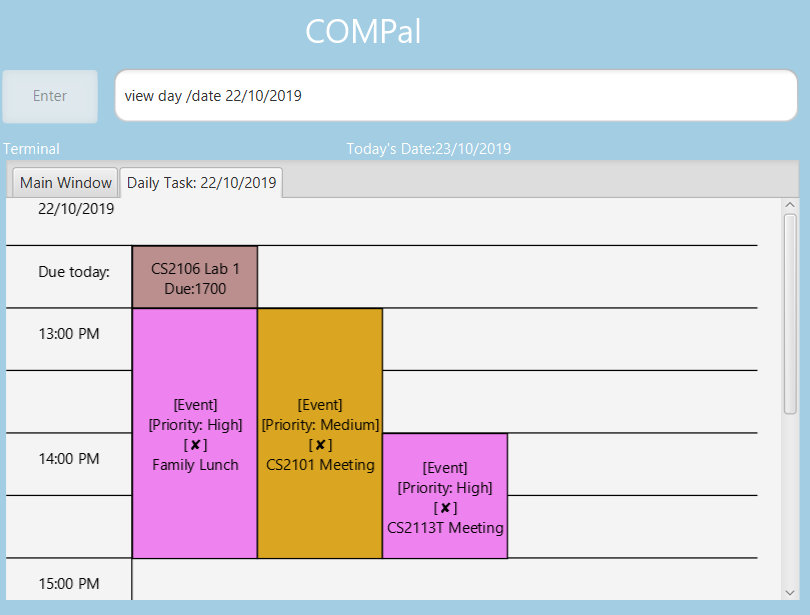 COMPal
Enter
view day /date 22/10/2019
Terminal
Today's Date:23/10/2019
Main Window
Daily Task: 22/10/2019
22/10/2019
Due today:
CS2106 Lab 1
Due:1700
13:00 PM
[Event]
[Priority: High]
[✘]
Family Lunch
[Event]
[Priority: Medium]
[✘]
CS2101 Meeting
14:00 PM
[Event]
[Priority: High]
[✘]
CS2113T Meeting
15:00 PM